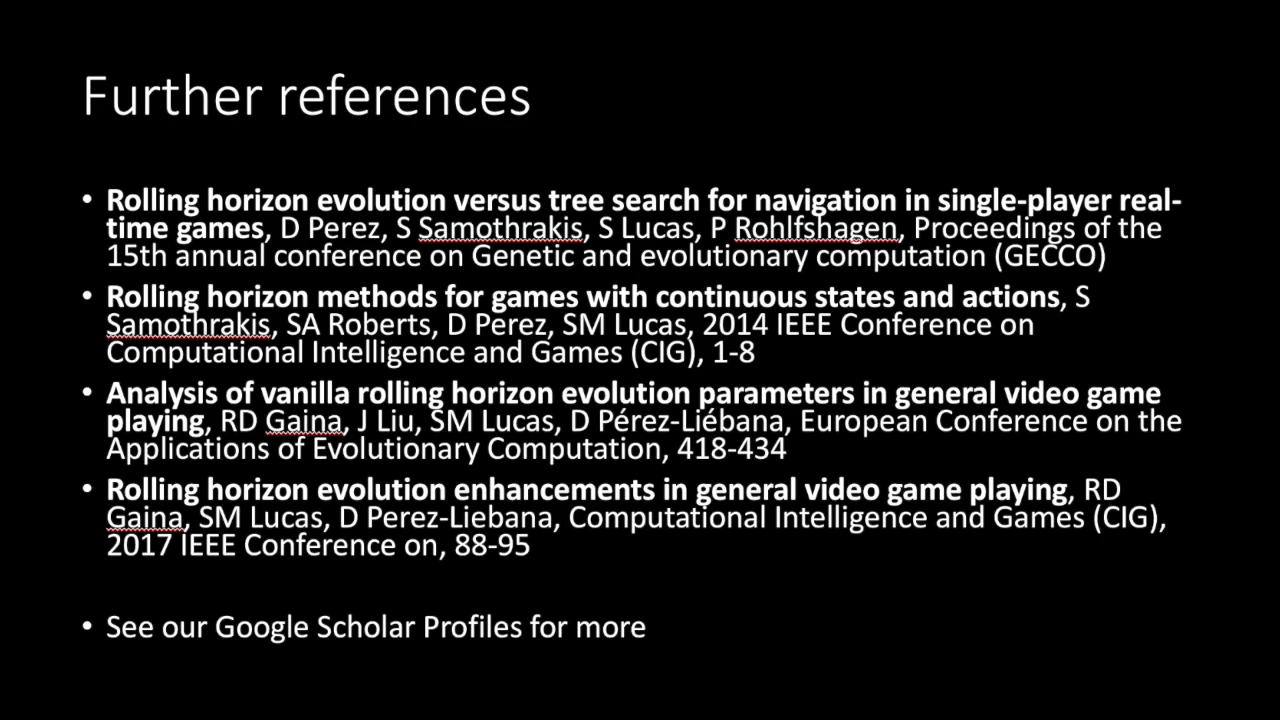 Further references
• Rolling horizon evolution versus tree search for navigation in single-player real-
time games, D Perez, S Samothrakis, S Lucas, P Rohlfshagen, Proceedings of the
15th annual conference on Genetic and evolutionary computation (GECCO)
• Rolling horizon methods for games with continuous states and actions, S
Samothrakis, SA Roberts, D Perez, SM Lucas, 2014 IEEE Conference on
Computational Intelligence and Games (CIG), 1-8
• Analysis of vanilla rolling horizon evolution parameters in general video game
playing, RD Gaina, J Liu, SM Lucas, D Pérez-Liébana, European Conference on the
Applications of Evolutionary Computation, 418-434
• Rolling horizon evolution enhancements in general video game playing, RD
Gaina, SM Lucas, D Perez-Liebana, Computational Intelligence and Games (CIG),
2017 IEEE Conference on, 88-95
• See our Google Scholar Profiles for more